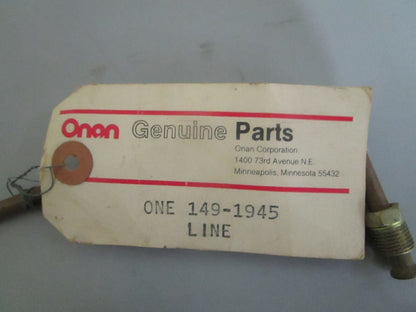 Onan Genuine Parts
Onan Corporation
1400 73rd Avenue N.E.
Minneapolis, Minnesota 55432
ONE 149-1945
LINE